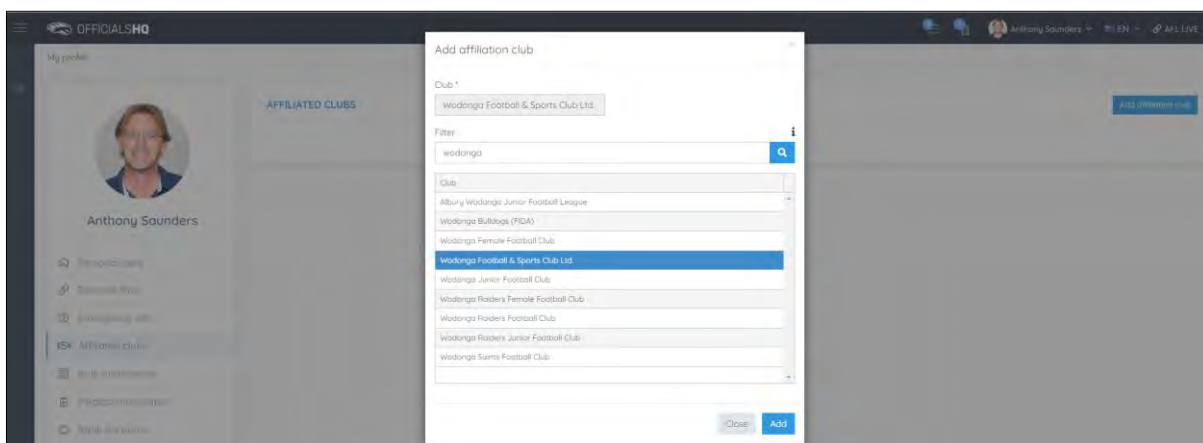 OFFICIALSHQ
Anthony Saunders
EN
AFL LIVE
My profile
Anthony Saunders
Affiliated clubs
AFFILIATED CLUBS
Add affiliation club
Add affiliation club
Club *
Wodonga Football & Sports Club Ltd.
Filter
wodonga
Club
Albury Wodonga Junior Football League
Wodonga Bulldogs (FIDA)
Wodonga Female Football Club
Wodonga Football & Sports Club Ltd.
Wodonga Junior Football Club
Wodonga Raiders Female Football Club
Wodonga Raiders Football Club
Wodonga Raiders Junior Football Club
Wodonga Saints Football Club
Close
Add